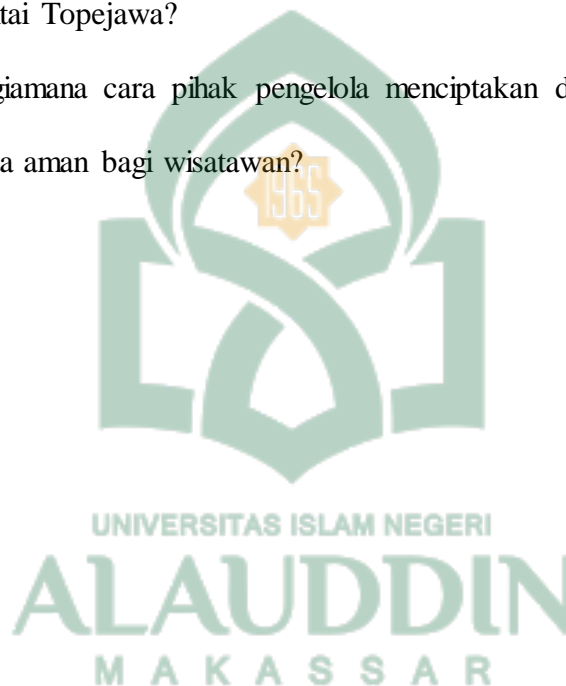 tai Topejawa?
giamana cara pihak pengelola menciptakan d
a aman bagi wisatawan?
1965
UNIVERSITAS ISLAM NEGERI
ALAUDDIN
MAKASSAR